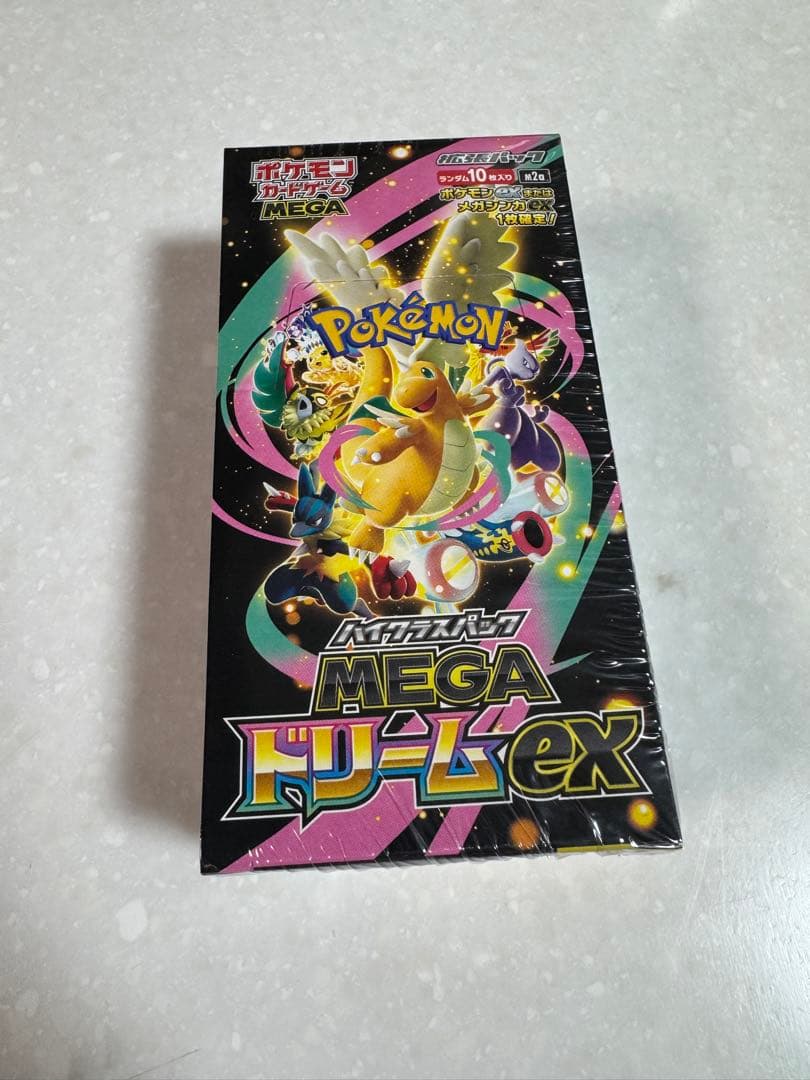 ポケモン
カードゲーム
MEGA
拡張パック
ランダム10枚入り
M2a
ポケモンexまたは
メガシンカex
1枚確定!
POKéMON
ハイクラスパック
MEGA
ドリームex